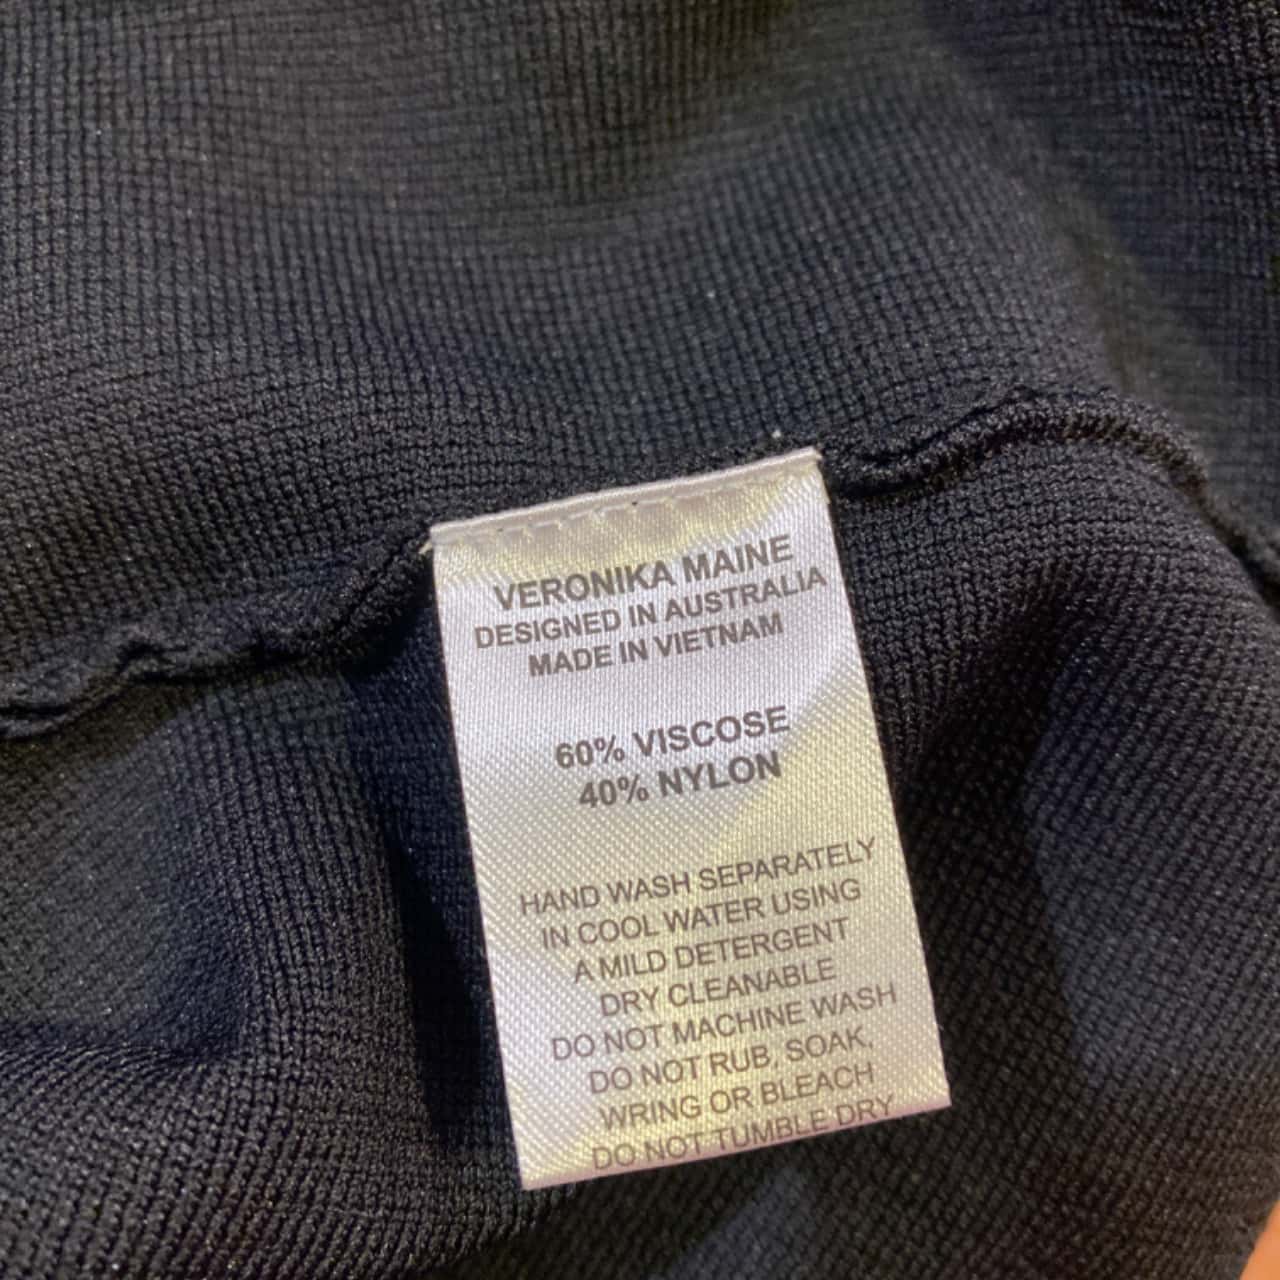 VERONIKA MAINE
DESIGNED IN AUSTRALIA
MADE IN VIETNAM
60% VISCOSE
40% NYLON
HAND WASH SEPARATELY
IN COOL WATER USING
A MILD DETERGENT
DRY CLEANABLE
DO NOT MACHINE WASH
DO NOT RUB, SOAK,
WRING OR BLEACH
DO NOT TUMBLE DRY